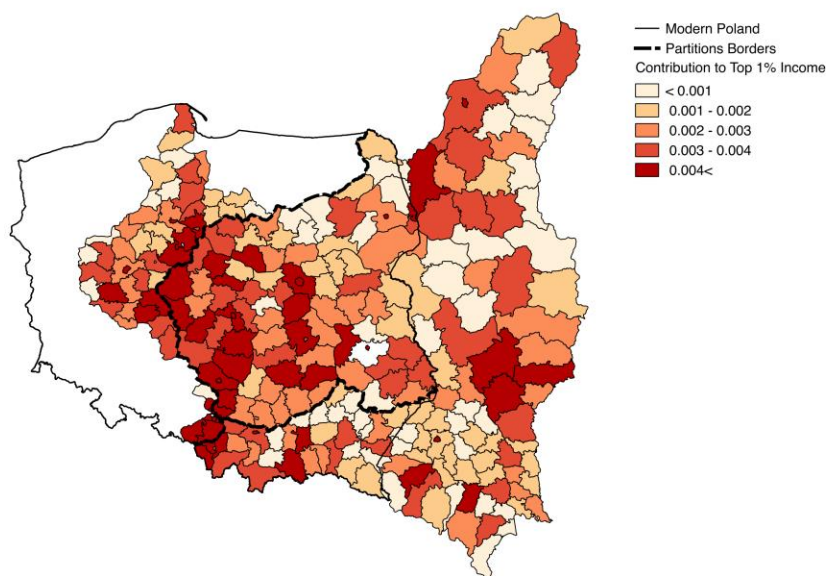 Modern Poland
Partitions Borders
Contribution to Top 1% Income
< 0.001
0.001 - 0.002
0.002 - 0.003
0.003 - 0.004
0.004<